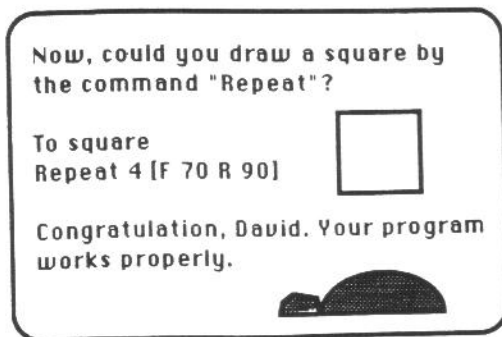 Now, could you draw a square by
the command "Repeat"?
To square
Repeat 4 [F 70 R 90]
Congratulation, David. Your program
works properly.